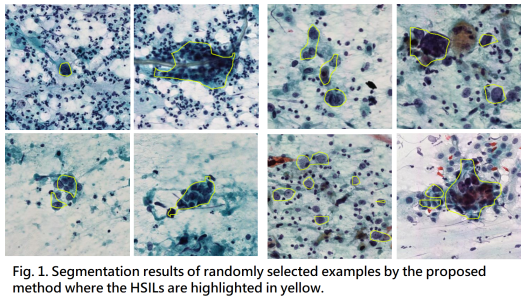 Fig. 1. Segmentation results of randomly selected examples by the proposed
method where the HSILs are highlighted in yellow.